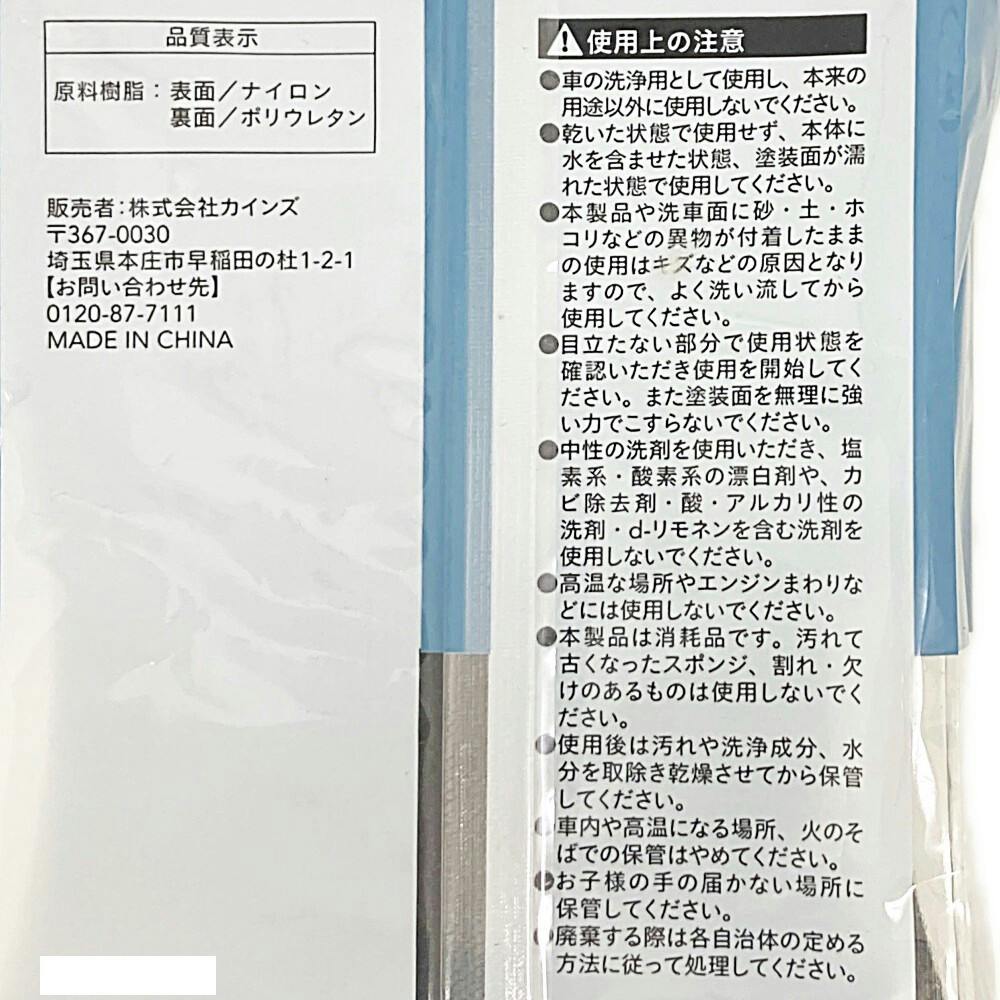 品質表示
原料樹脂：表面／ナイロン
裏面／ポリウレタン
販売者：株式会社カインズ
〒367-0030
埼玉県本庄市早稲田の杜1-2-1
【お問い合わせ先】
0120-87-7111
MADE IN CHINA
使用上の注意
●車の洗浄用として使用し、本来の
用途以外に使用しないでください。
●乾いた状態で使用せず、本体に
水を含ませた状態、塗装面が濡
れた状態で使用してください。
●本製品や洗車面に砂・土・ホ
コリなどの異物が付着したまま
の使用はキズなどの原因となり
ますので、よく洗い流してから
使用してください。
●目立たない部分で使用状態を
確認いただき使用を開始してく
ださい。また塗装面を無理に強
い力でこすらないでください。
●中性の洗剤を使用いただき、塩
素系・酸素系の漂白剤や、カ
ビ除去剤・酸・アルカリ性の
洗剤・d-リモネンを含む洗剤を
使用しないでください。
●高温な場所やエンジンまわりな
どには使用しないでください。
●本製品は消耗品です。汚れて
古くなったスポンジ、割れ・欠
けのあるものは使用しないでく
ださい。
●使用後は汚れや洗浄成分、水
分を取除き乾燥させてから保管
してください。
●車内や高温になる場所、火のそ
ばでの保管はやめてください。
●お子様の手の届かない場所に
保管してください。
●廃棄する際は各自治体の定める
方法に従って処理してください。